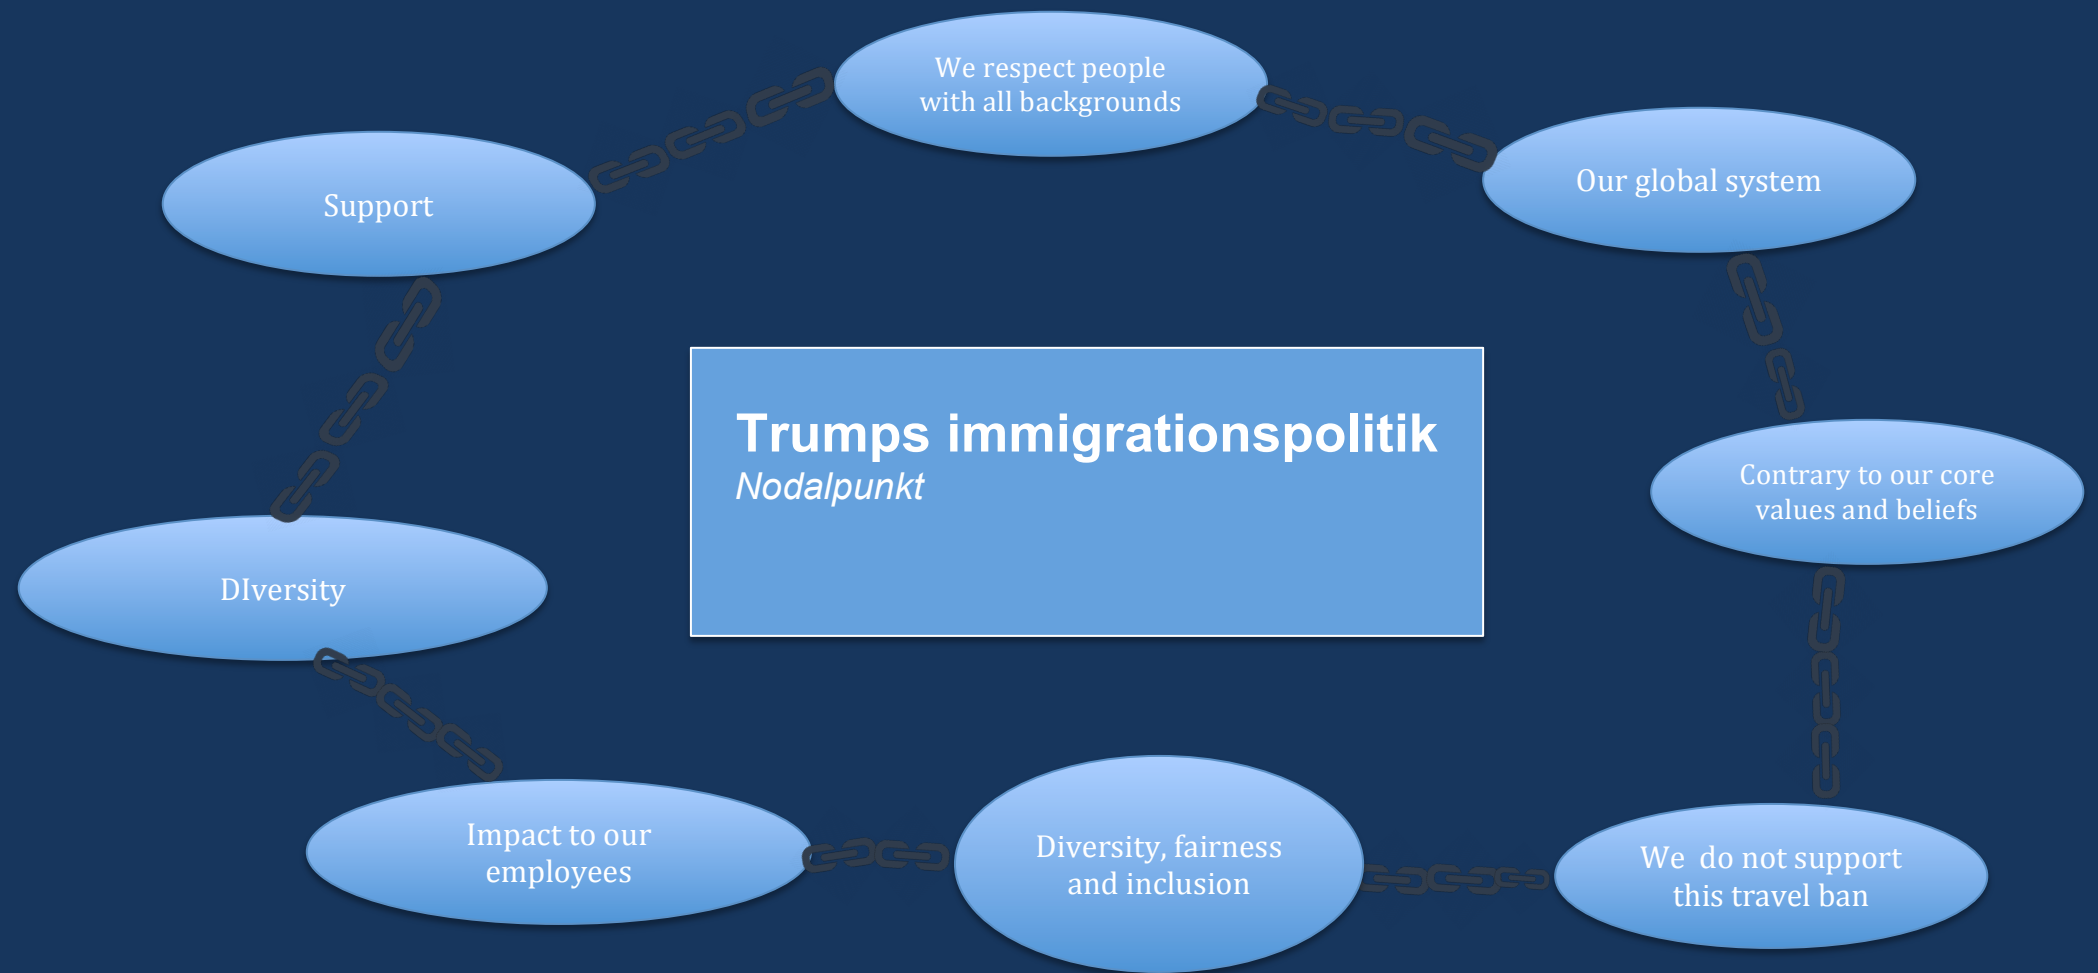 We respect people
with all backgrounds
Our global system
Support
Trumps immigrationspolitik
Nodalpunkt
Contrary to our core
values and beliefs
DIversity
Impact to our
employees
Diversity, fairness
and inclusion
We  do not support
this travel ban